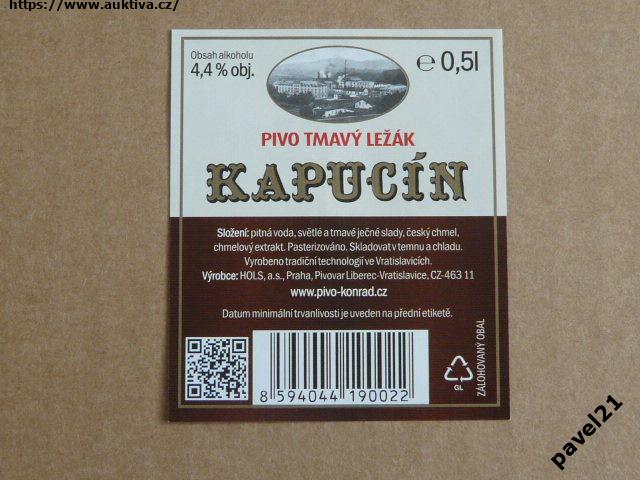 https://www.auktiva.cz/
Obsah alkoholu
4,4 % obj.
℮ 0,5l
PIVO TMAVÝ LEŽÁK
KAPUCÍN
Složení: pitná voda, světlé a tmavé ječné slady, český chmel,
chmelový extrakt. Pasterizováno. Skladovat v temnu a chladu.
Vyrobeno tradiční technologií ve Vratislavicích.
Výrobce: HOLS, a.s., Praha, Pivovar Liberec-Vratislavice, CZ-463 11
www.pivo-konrad.cz
Datum minimální trvanlivosti je uveden na přední etiketě.
8 594044 190022
GL
ZÁLOHOVANÝ OBAL
pavel21